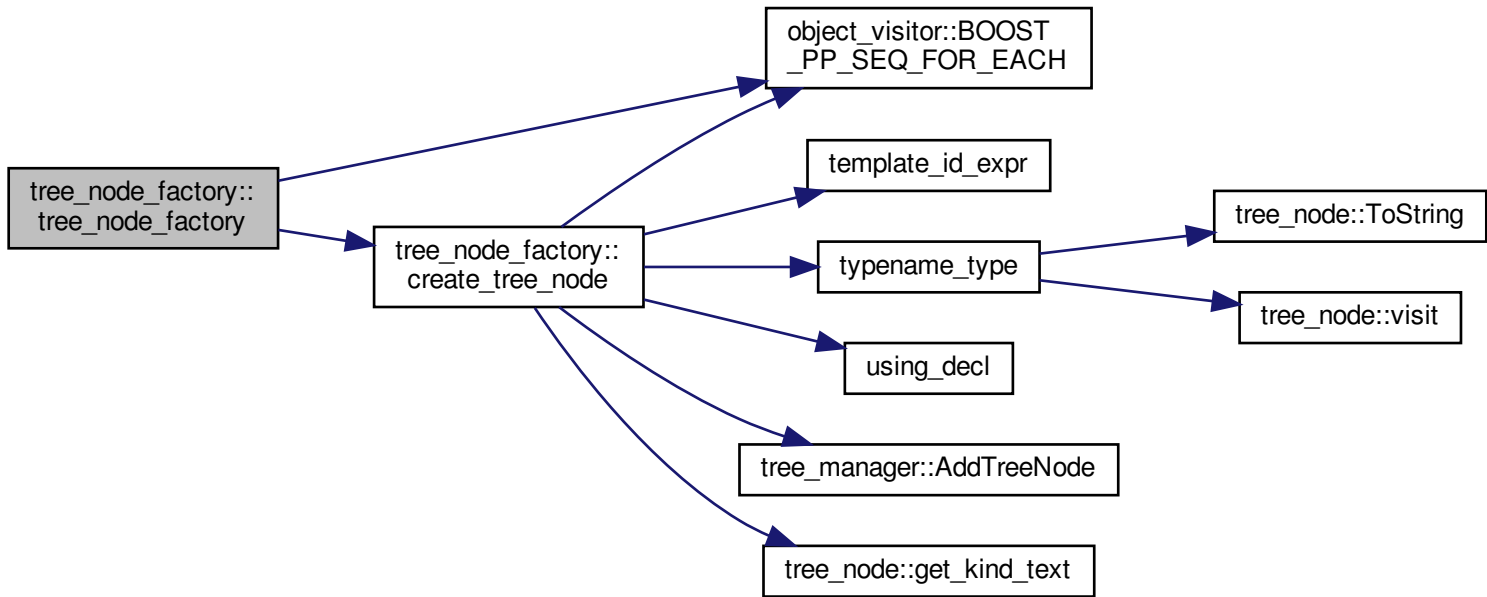 object_visitor::BOOST
_PP_SEQ_FOR_EACH
template_id_expr
tree_node_factory::
tree_node_factory
tree_node::ToString
tree_node_factory::
create_tree_node
typename_type
tree_node::visit
using_decl
tree_manager::AddTreeNode
tree_node::get_kind_text